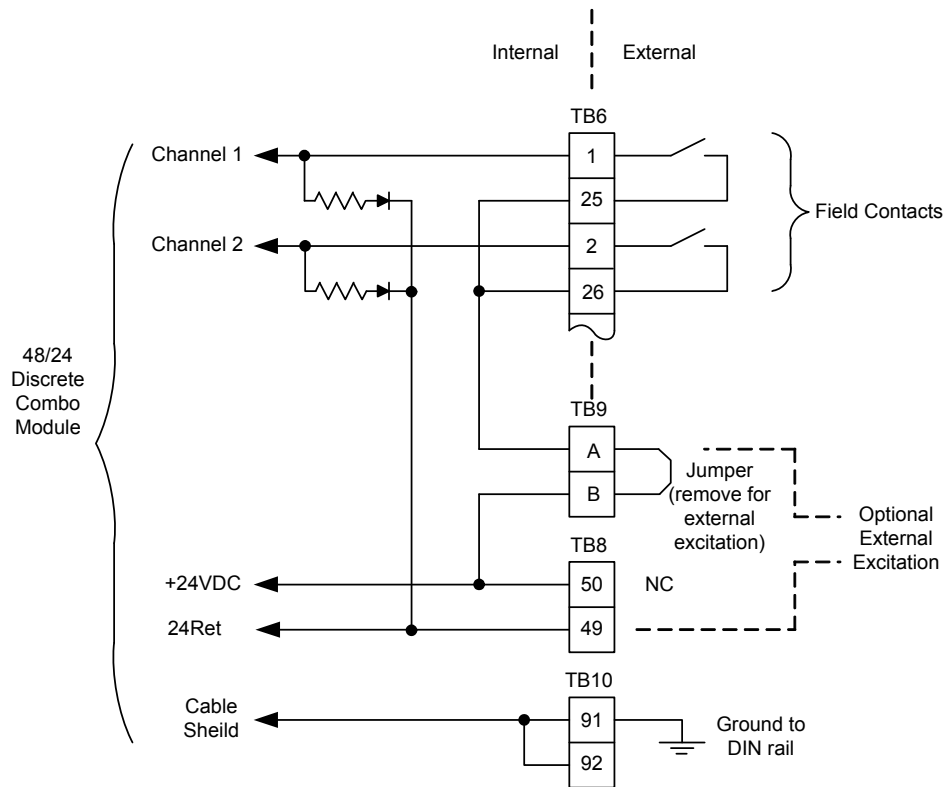 Internal
External
TB6
Channel 1
1
25
Channel 2
2
26
Field Contacts
48/24
Discrete
Combo
Module
TB9
A
B
Jumper
(remove for
external
excitation)
Optional
External
Excitation
TB8
+24VDC
50
NC
24Ret
49
TB10
Cable
Sheild
91
92
Ground to
DIN rail